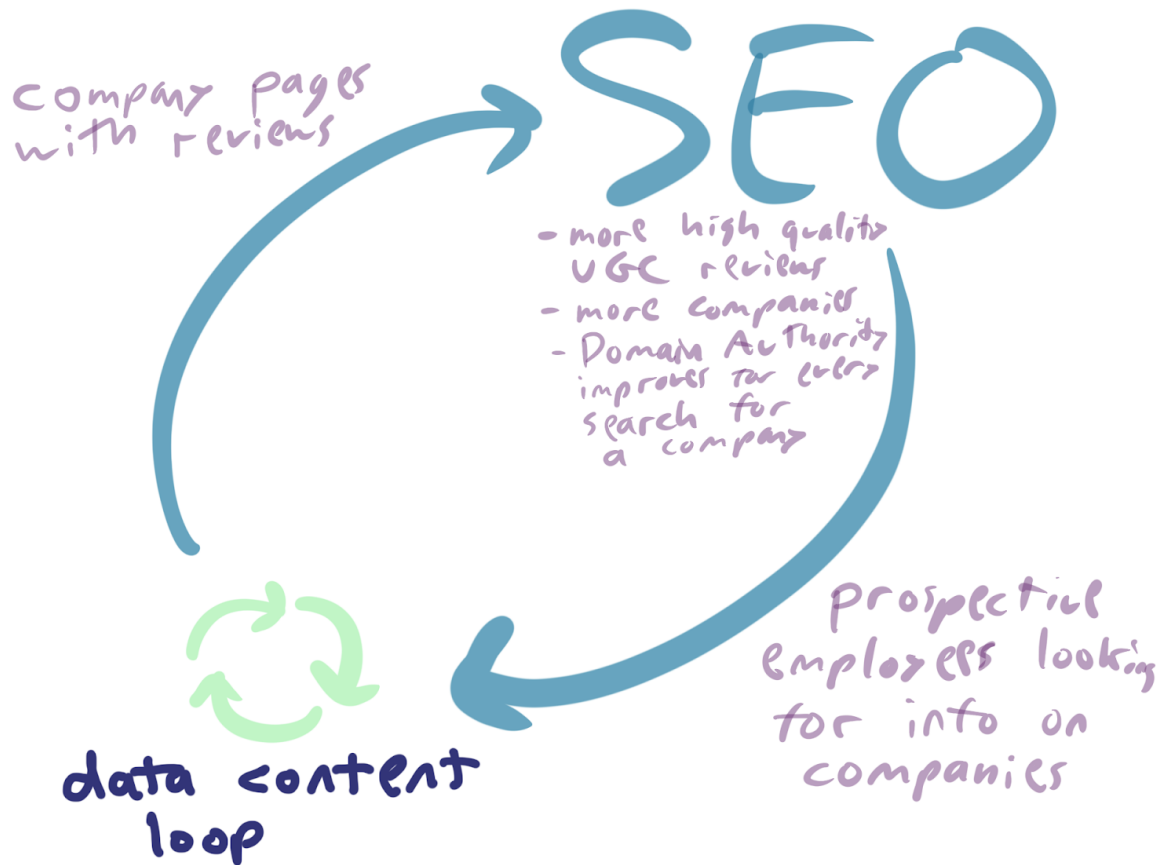 company pages
with reviews
SEO
- more high quality
UGC reviews
- more companies
- Domain Authority
improves for every
search for
a company
prospective
employees looking
for info on
companies
data content
loop